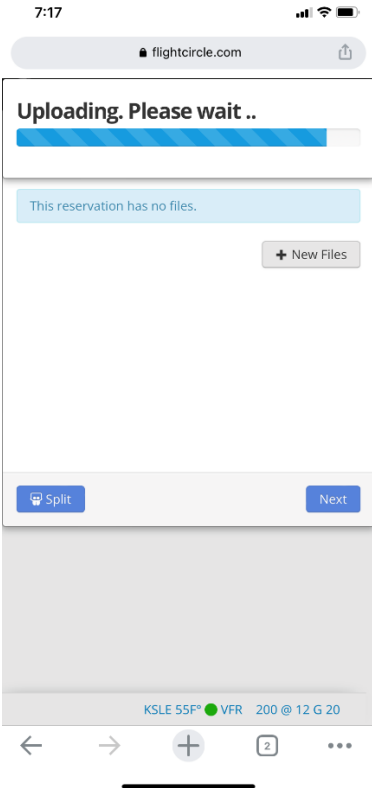 7:17
flightcircle.com
Uploading. Please wait ..
This reservation has no files.
+ New Files
Split
Next
KSLE 55F° VFR 200 @ 12 G 20
2